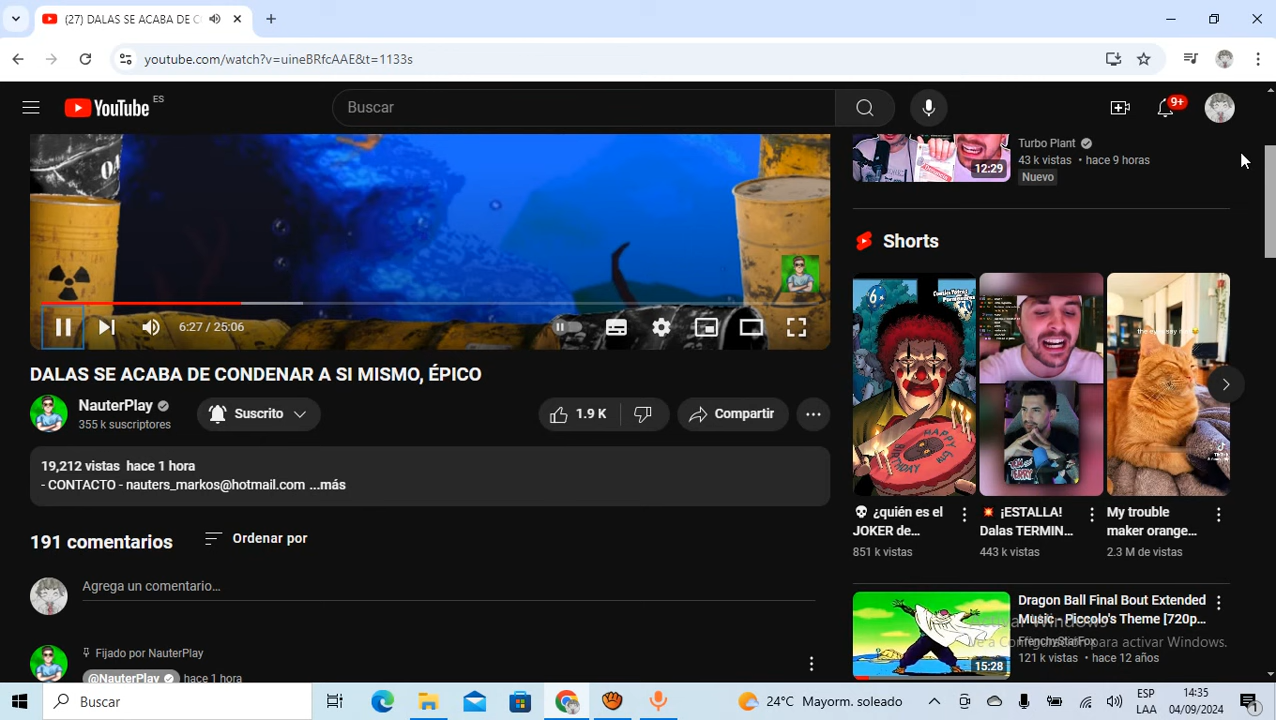 (27) DALAS SE ACABA DE C
youtube.com/watch?v=uineBRfcAAE&t=1133s
YouTube ES
Buscar
9+
12:29
Turbo Plant
43 k vistas • hace 9 horas
Nuevo
Shorts
6:27 / 25:06
DALAS SE ACABA DE CONDENAR A SI MISMO, ÉPICO
NauterPlay
355 k suscriptores
Suscrito
1.9 K
Compartir
19,212 vistas hace 1 hora
- CONTACTO - nauters_markos@hotmail.com ...más
191 comentarios
Ordenar por
Agrega un comentario...
Fijado por NauterPlay
@NauterPlay hace 1 hora
HAPPY
BIRTHDAY
💀 ¿quién es el
JOKER de...
851 k vistas
💥 ¡ESTALLA!
Dalas TERMIN...
443 k vistas
My trouble
maker orange...
2.3 M de vistas
15:28
Dragon Ball Final Bout Extended
Music - Piccolo's Theme [720p...
FrenchyStarFox
121 k vistas • hace 12 años
Activar Windows
Ve a Configuración para activar Windows.
Buscar
24°C Mayorm. soleado
ESP
LAA
14:35
04/09/2024
1